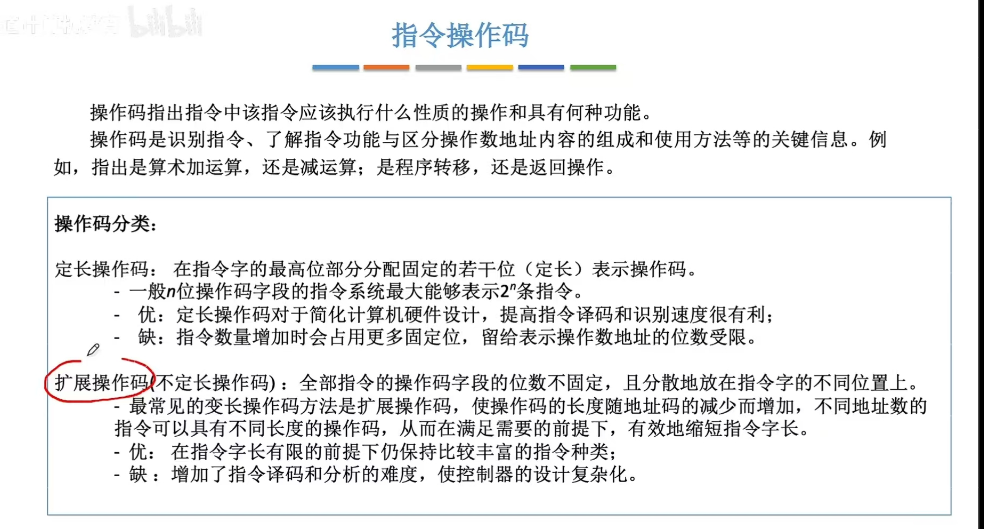 bilibili
指令操作码
操作码指出指令中该指令应该执行什么性质的操作和具有何种功能。
操作码是识别指令、了解指令功能与区分操作数地址内容的组成和使用方法等的关键信息。例
如，指出是算术加运算，还是减运算；是程序转移，还是返回操作。
操作码分类：
定长操作码： 在指令字的最高位部分分配固定的若干位（定长）表示操作码。
- 一般n位操作码字段的指令系统最大能够表示2ⁿ条指令。
- 优：定长操作码对于简化计算机硬件设计，提高指令译码和识别速度很有利；
- 缺：指令数量增加时会占用更多固定位，留给表示操作数地址的位数受限。
扩展操作码(不定长操作码)：全部指令的操作码字段的位数不固定，且分散地放在指令字的不同位置上。
- 最常见的变长操作码方法是扩展操作码，使操作码的长度随地址码的减少而增加，不同地址数的
指令可以具有不同长度的操作码，从而在满足需要的前提下，有效地缩短指令字长。
- 优： 在指令字长有限的前提下仍保持比较丰富的指令种类；
- 缺：增加了指令译码和分析的难度，使控制器的设计复杂化。